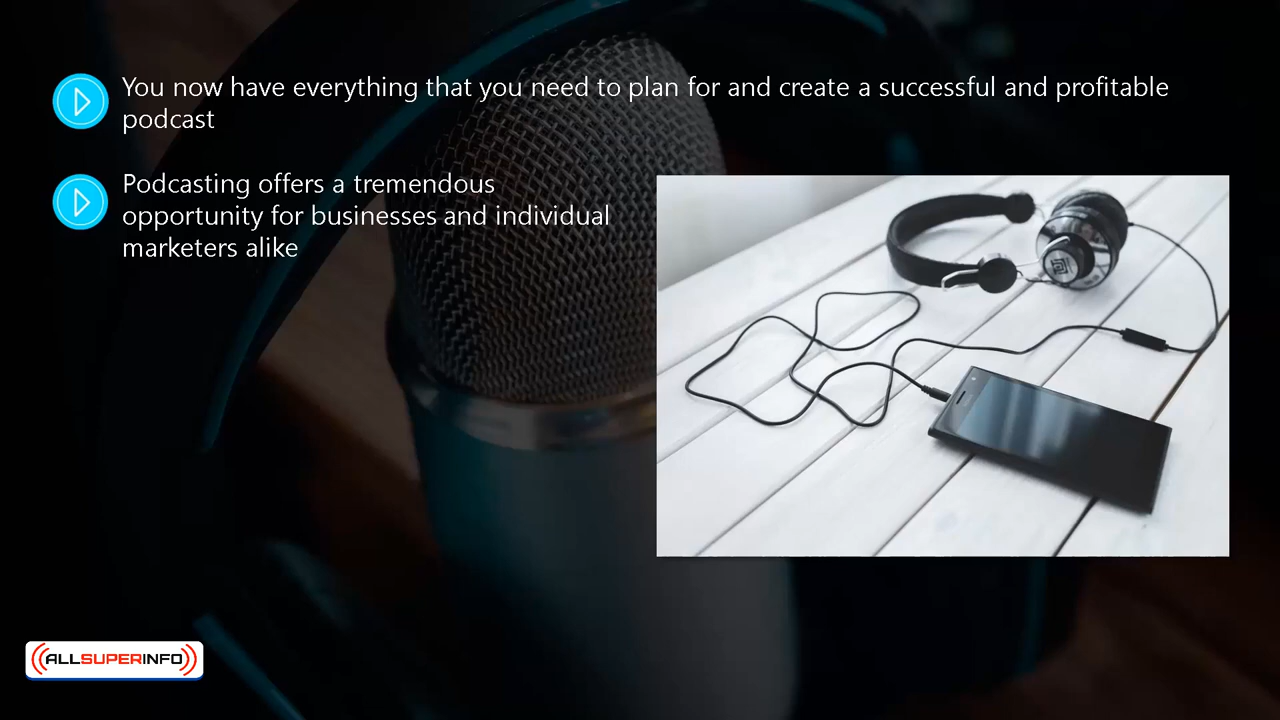 You now have everything that you need to plan for and create a successful and profitable
podcast
Podcasting offers a tremendous
opportunity for businesses and individual
marketers alike
ALLSUPERINFO